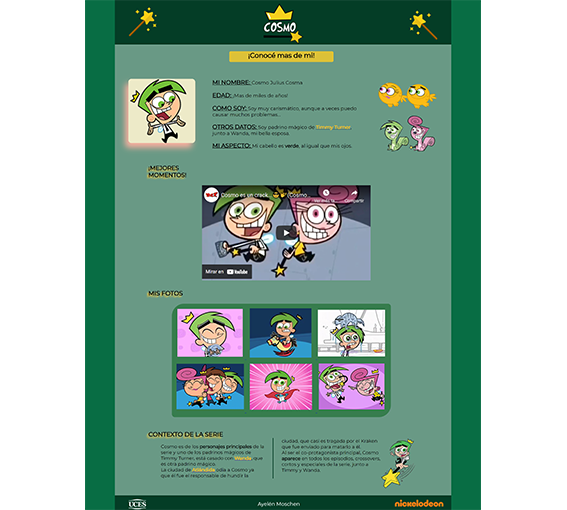 COSMO
¡Conocé mas de mi!
MI NOMBRE: Cosmo Julius Cosma
EDAD: ¡Mas de miles de años!
COMO SOY: Soy muy carismático, aunque a veces puedo
causar muchos problemas.
OTROS DATOS: Soy padrino mágico de Timmy Turner,
junto a Wanda, mi bella esposa.
MI ASPECTO: Mi cabello es verde, al igual que mis ojos.
¡MEJORES
MOMENTOS!
Cosmo es un crack... (Cosmo
Ver más ta...
Compartir
Mirar en YouTube
MIS FOTOS
CONTEXTO DE LA SERIE
Cosmo es de los personajes principales de la
serie y uno de los padrinos mágicos de
Timmy Turner, está casado con Wanda, que
es otra padrino mágico.
La ciudad de Atlántida odia a Cosmo ya
que él fue el responsable de hundir la
ciudad, que casi es tragada por el Kraken
que fue enviado para matarlo a él.
Al ser el co-protagonista principal, Cosmo
aparece en todos los episodios, crossovers,
cortos y especiales de la serie, junto a
Timmy y Wanda.
UCES
Ayelén Moschen
nickelodeon